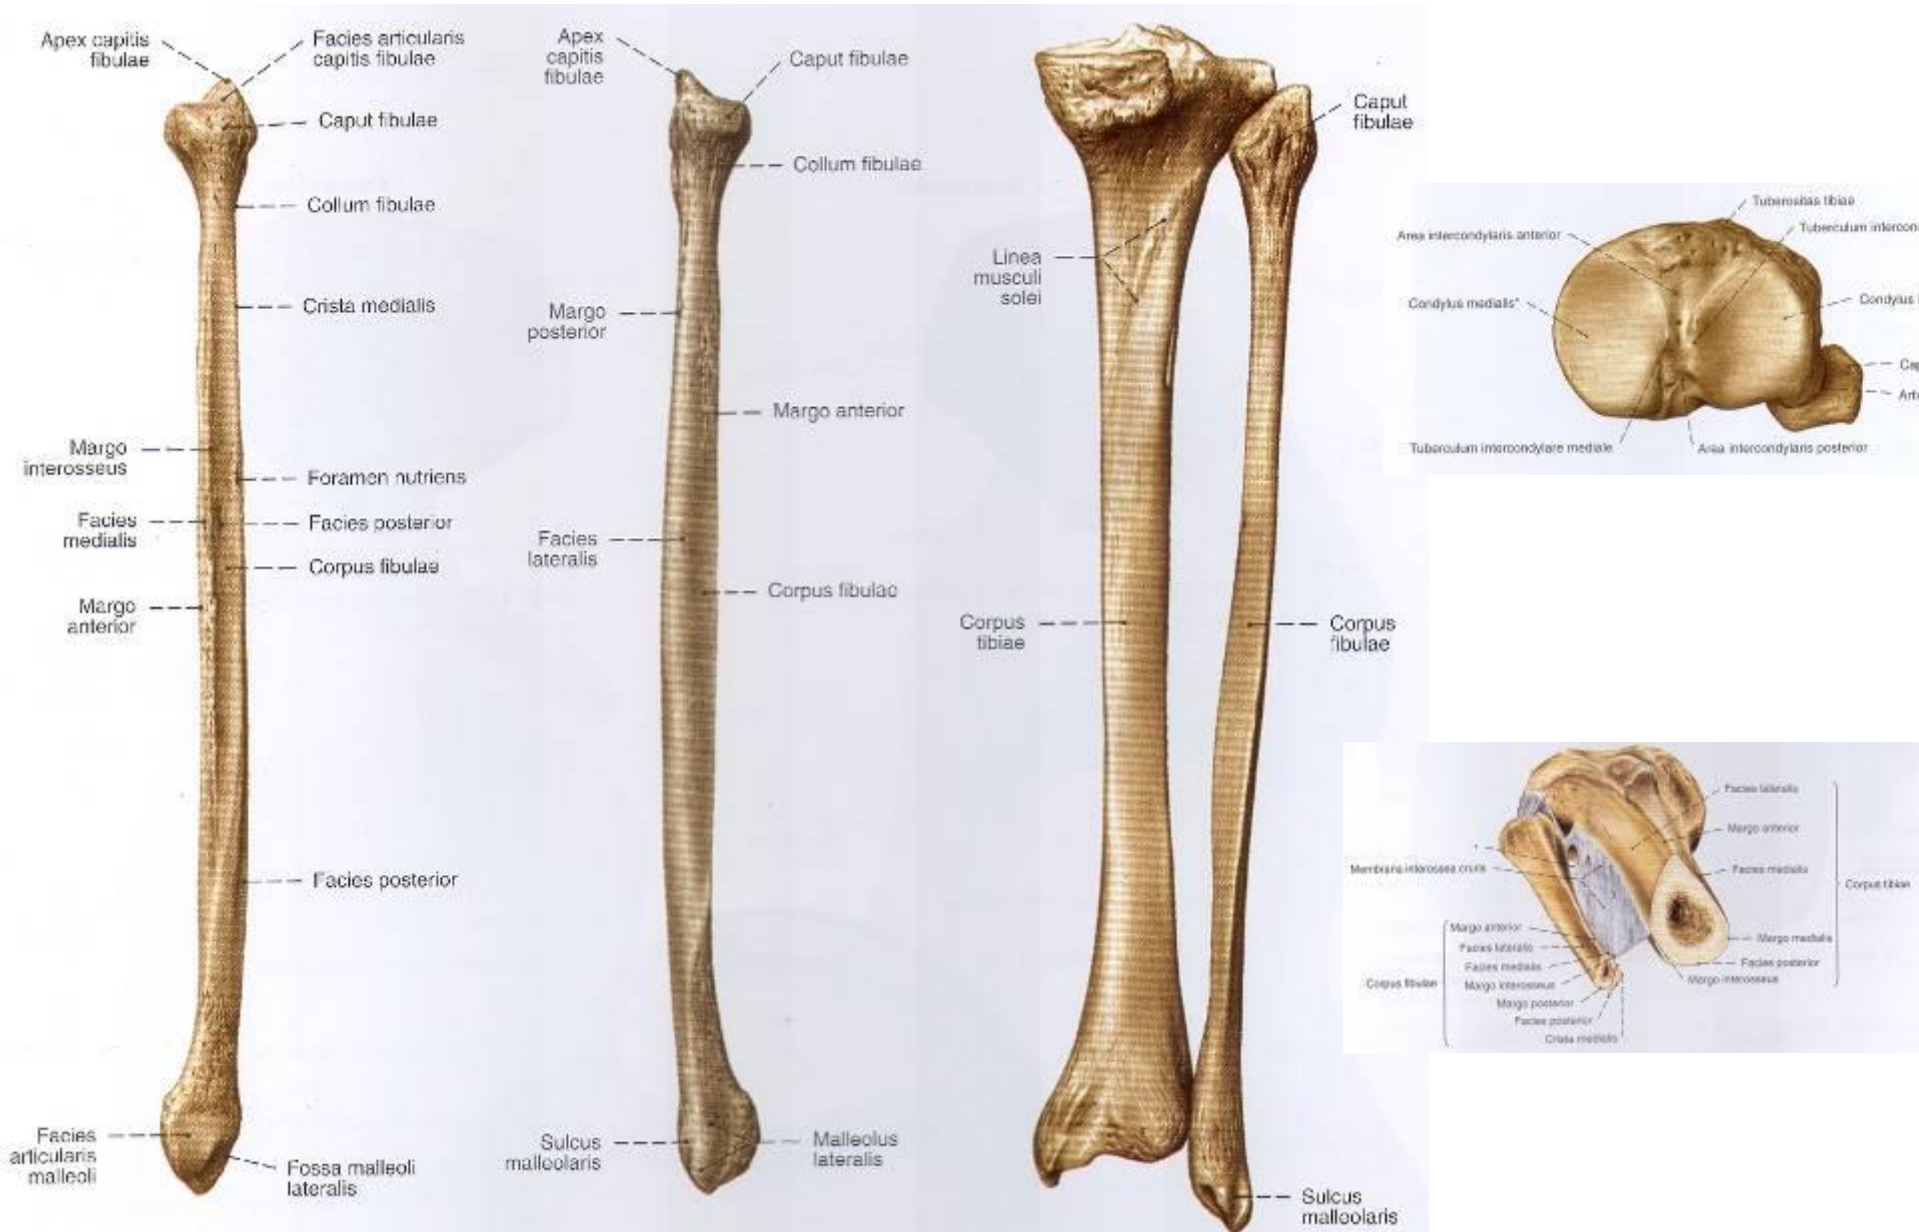 Apex capitis
fibulae
Facies articularis
capitis fibulae
Caput fibulae
Collum fibulae
Crista medialis
Margo
interosseus
Foramen nutriens
Facies
medialis
Facies posterior
Corpus fibulae
Margo
anterior
Facies posterior
Facies
articularis
malleoli
Fossa malleoli
lateralis
Apex
capitis
fibulae
Caput fibulae
Collum fibulae
Margo
posterior
Margo anterior
Facies
lateralis
Corpus fibulae
Sulcus
malleolaris
Malleolus
lateralis
Caput
fibulae
Linea
musculi
solei
Corpus
tibiae
Corpus
fibulae
Sulcus
malleolaris
Tuberositas tibiae
Area intercondylaris anterior
Tuberculum intercon
Condylus medialis*
Condylus
Cap
Art
Tuberculum intercondylare mediale
Area intercondylaris posterior
Facies lateralis
Margo anterior
Membrana interossea cruris
Facies medialis
Corpus tibiae
Margo anterior
Facies lateralis
Facies medialis
Margo interosseus
Margo posterior
Facies posterior
Crista medialis
Corpus fibulae
Margo medialis
Facies posterior
Margo interosseus